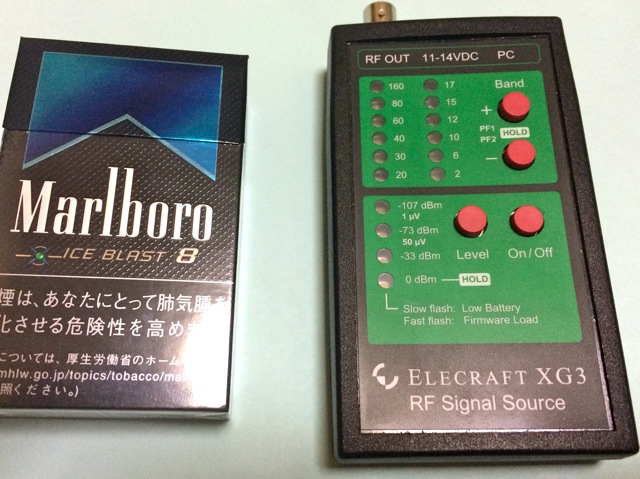 Marlboro
ICE BLAST 8
煙は、あなたにとって肺気腫を
化させる危険性を高めま
については、厚生労働省のホーム
mhlw.go.jp/topics/tobacco/mai
照ください。)
RF OUT 11-14VDC PC
Band
160 17
80 15
60 12
40 10
30 6
20 2
+
PF1 HOLD
PF2
−
-107 dBm
1 µV
-73 dBm
50 µV
-33 dBm
0 dBm HOLD
Level On/Off
Slow flash: Low Battery
Fast flash: Firmware Load
ELECRAFT XG3
RF Signal Source